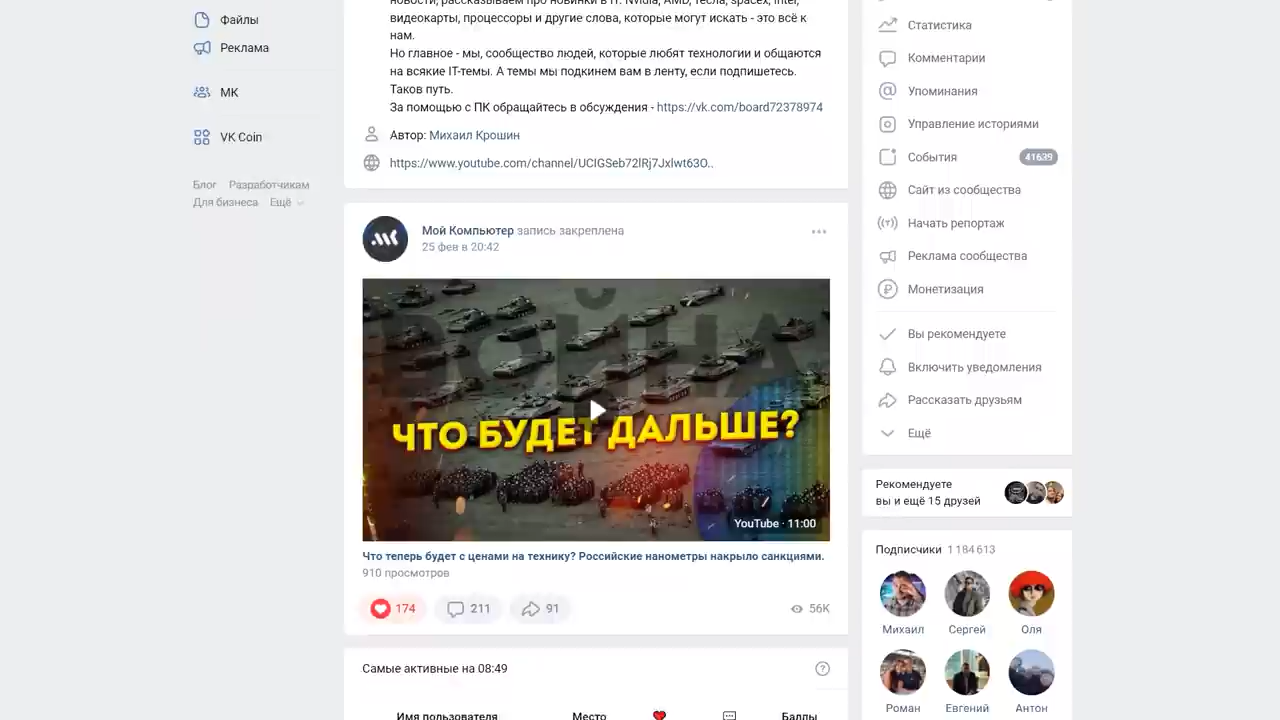 Файлы
Реклама
МК
VK Coin
Блог Разработчикам
Для бизнеса Ещё
новости, рассказываем про новинки в IT. Nvidia, AMD, Тесла, spacex, Intel,
видеокарты, процессоры и другие слова, которые могут искать - это всё к
нам.
Но главное - мы, сообщество людей, которые любят технологии и общаются
на всякие IT-темы. А темы мы подкинем вам в ленту, если подпишетесь.
Таков путь.
За помощью с ПК обращайтесь в обсуждения - https://vk.com/board72378974
Автор: Михаил Крошин
https://www.youtube.com/channel/UCIGSeb72lRj7Jxlwt63O..
Мой Компьютер запись закреплена
25 фев в 20:42
ВОЙНА
ЧТО БУДЕТ ДАЛЬШЕ?
YouTube · 11:00
Что теперь будет с ценами на технику? Российские нанометры накрыло санкциями.
910 просмотров
174 211 91 56K
Самые активные на 08:49
Имя пользователя Место Баллы
Статистика
Комментарии
Упоминания
Управление историями
События 41639
Сайт из сообщества
Начать репортаж
Реклама сообщества
Монетизация
Вы рекомендуете
Включить уведомления
Рассказать друзьям
Ещё
Рекомендуете
вы и ещё 15 друзей
Подписчики 1 184 613
Михаил Сергей Оля
Роман Евгений Антон